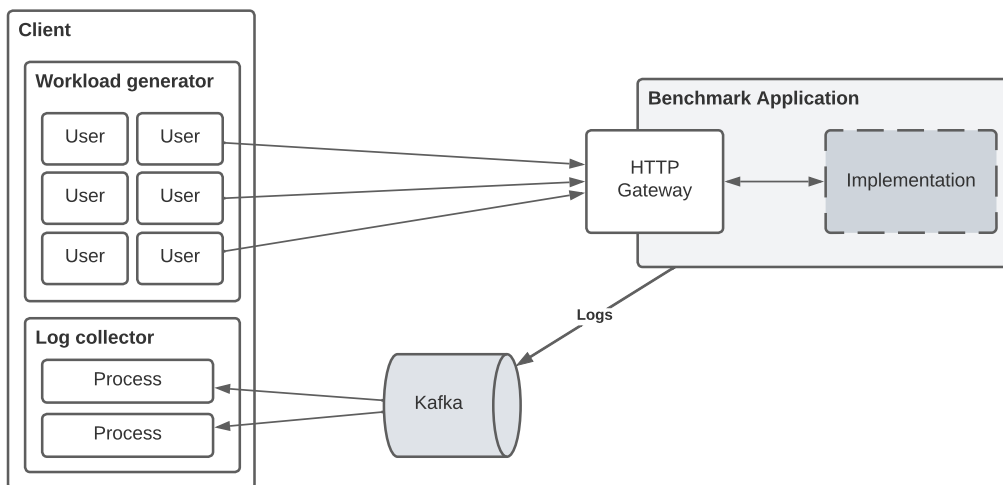 Client
Workload generator
User User
User User
User User
Log collector
Process
Process
Benchmark Application
HTTP
Gateway
Implementation
Logs
Kafka